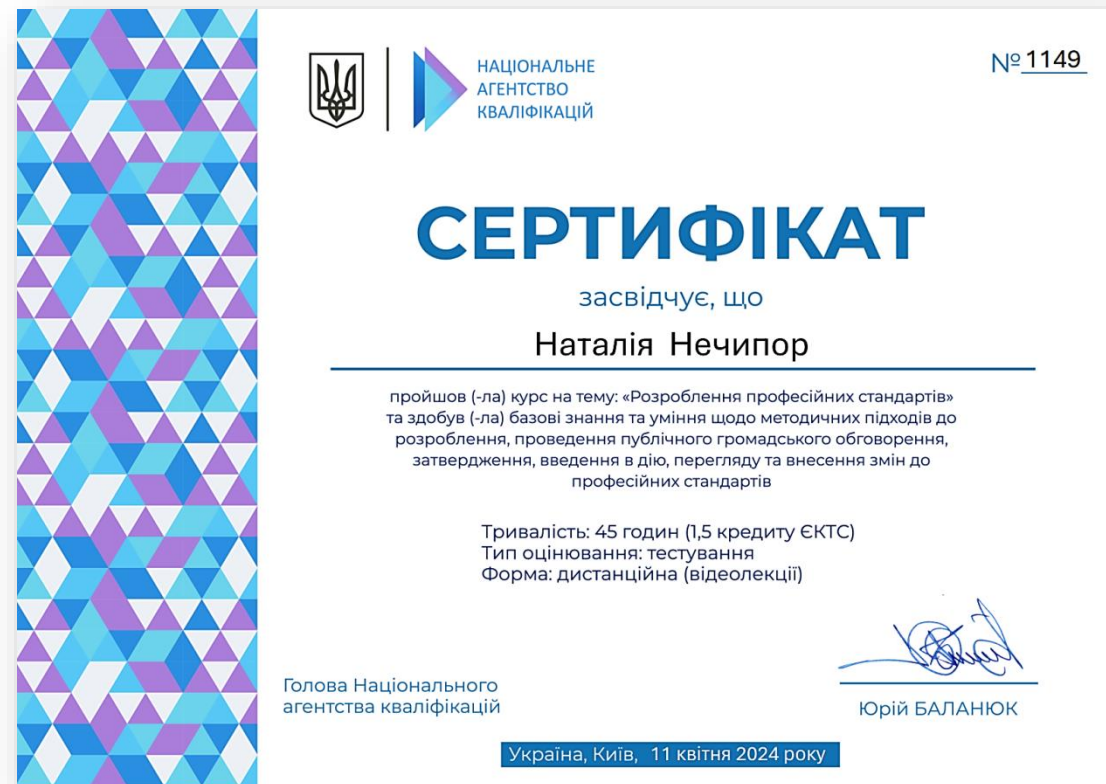 НАЦІОНАЛЬНЕ
АГЕНТСТВО
КВАЛІФІКАЦІЙ
№ 1149
СЕРТИФІКАТ
засвідчує, що
Наталія Нечипор
пройшов (-ла) курс на тему: «Розроблення професійних стандартів»
та здобув (-ла) базові знання та уміння щодо методичних підходів до
розроблення, проведення публічного громадського обговорення,
затвердження, введення в дію, перегляду та внесення змін до
професійних стандартів
Тривалість: 45 годин (1,5 кредиту ЄКТС)
Тип оцінювання: тестування
Форма: дистанційна (відеолекції)
Голова Національного
агентства кваліфікацій
Юрій БАЛАНЮК
Україна, Київ, 11 квітня 2024 року